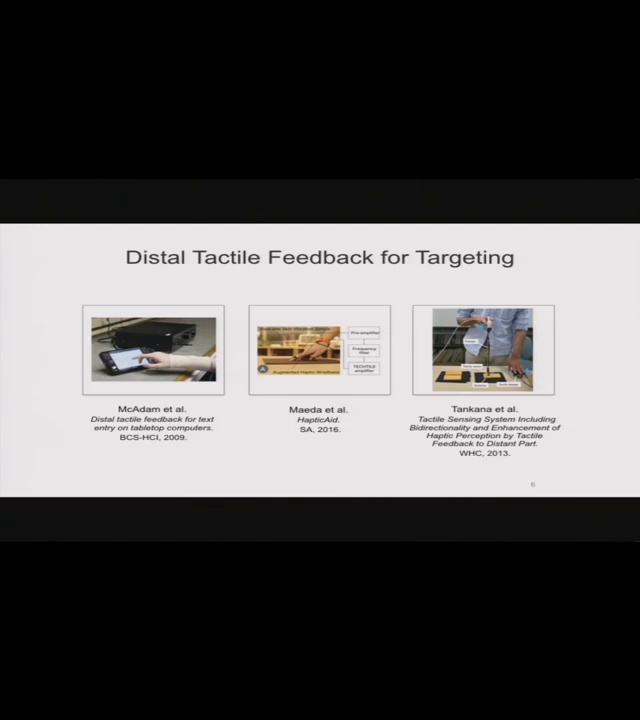 Distal Tactile Feedback for Targeting
Pre-amplifier
Frequency
filter
TECHTILE
amplifier
Augmented Haptic Wristband
A
McAdam et al.
Distal tactile feedback for text
entry on tabletop computers.
BCS-HCI, 2009.
Maeda et al.
HapticAid.
SA, 2016.
Tankana et al.
Tactile Sensing System Including
Bidirectionality and Enhancement of
Haptic Perception by Tactile
Feedback to Distant Part.
WHC, 2013.
6